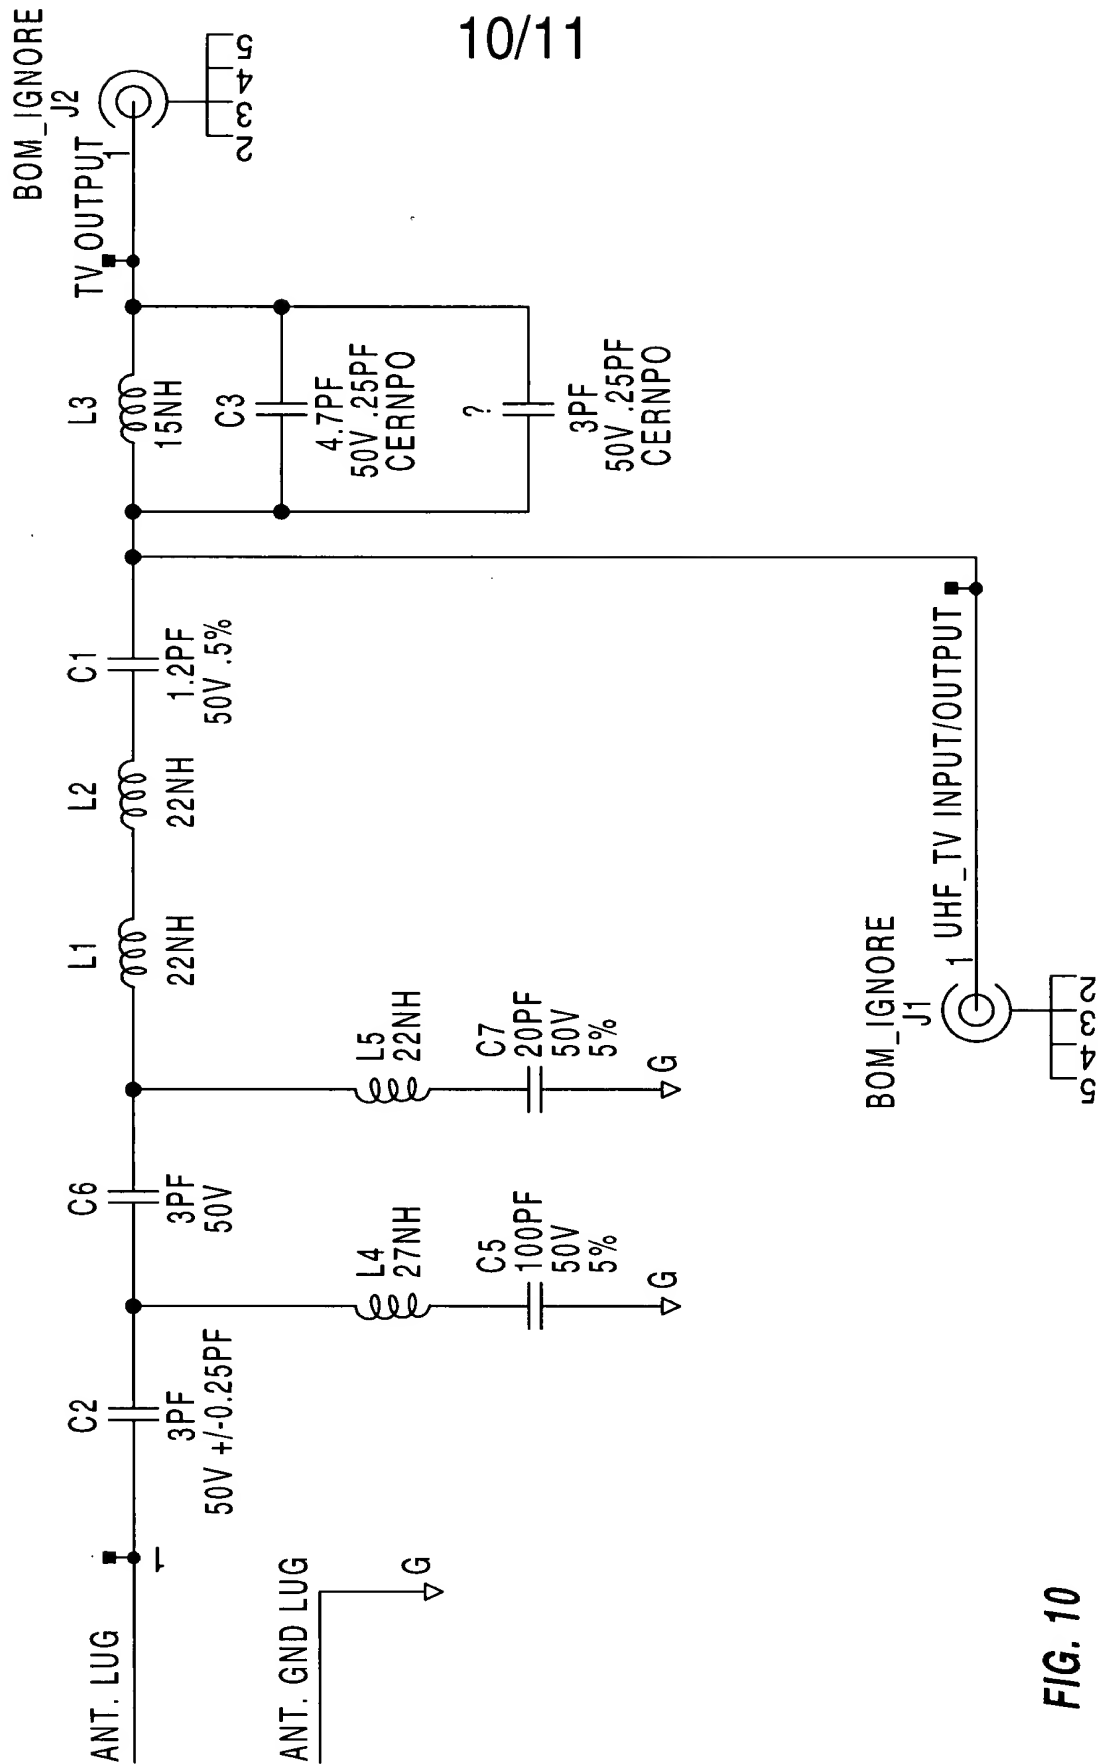 10/11
ANT. LUG
1
ANT. GND LUG
G
C2
3PF
50V +/-0.25PF
L4
27NH
C5
100PF
50V
5%
G
C6
3PF
50V
L5
22NH
C7
20PF
50V
5%
G
L1
22NH
L2
22NH
C1
1.2PF
50V .5%
L3
15NH
C3
4.7PF
50V .25PF
CERNPO
?
3PF
50V .25PF
CERNPO
TV OUTPUT
1
BOM_IGNORE
J2
2 3 4 5
BOM_IGNORE
J1
1
UHF_TV INPUT/OUTPUT
5 4 3 2
FIG. 10